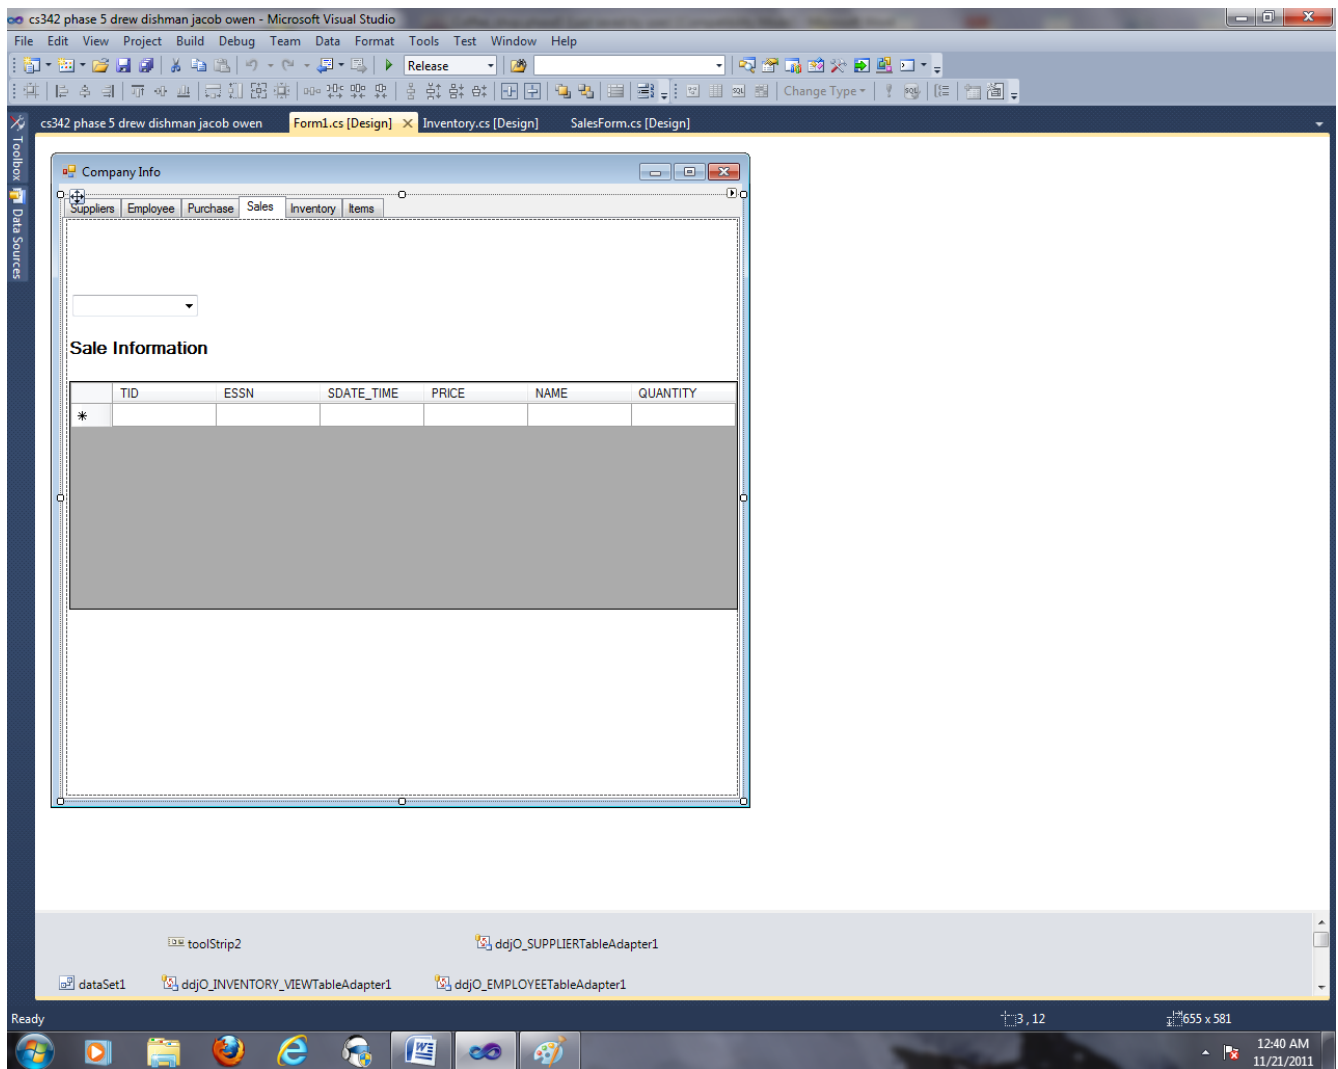 cs342 phase 5 drew dishman jacob owen - Microsoft Visual Studio
File Edit View Project Build Debug Team Data Format Tools Test Window Help
Release
Change Type
cs342 phase 5 drew dishman jacob owen Form1.cs [Design] Inventory.cs [Design] SalesForm.cs [Design]
Toolbox
Data Sources
Company Info
Suppliers Employee Purchase Sales Inventory Items
Sale Information
TID ESSN SDATE_TIME PRICE NAME QUANTITY
toolStrip2 ddjO_SUPPLIERTableAdapter1
dataSet1 ddjO_INVENTORY_VIEWTableAdapter1 ddjO_EMPLOYEETableAdapter1
Ready 3 , 12 655 x 581
12:40 AM
11/21/2011